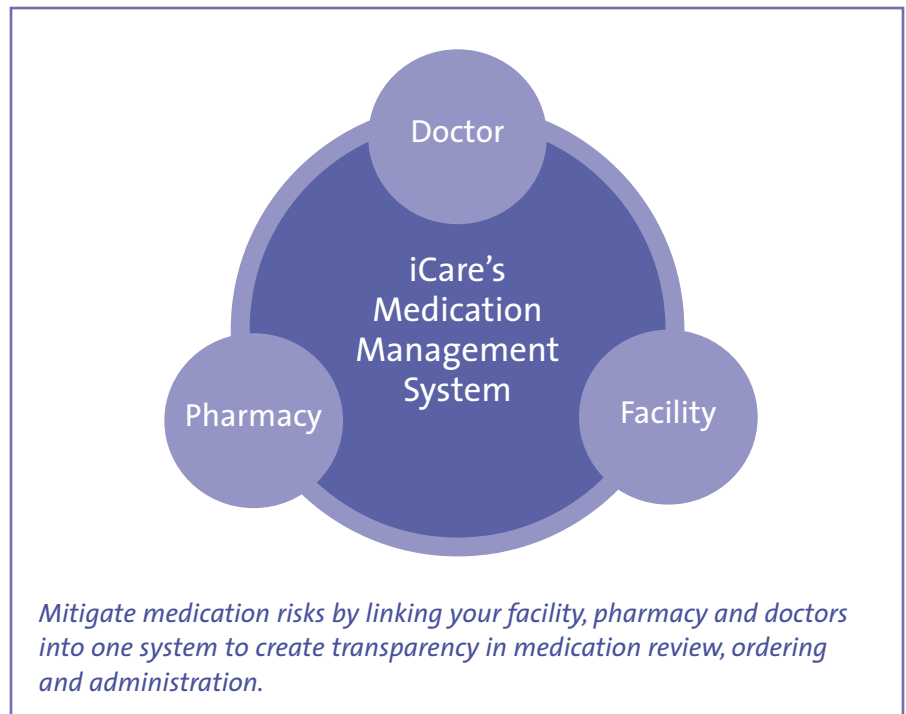 Doctor
iCare’s
Medication
Management
System
Pharmacy
Facility
Mitigate medication risks by linking your facility, pharmacy and doctors
into one system to create transparency in medication review, ordering
and administration.